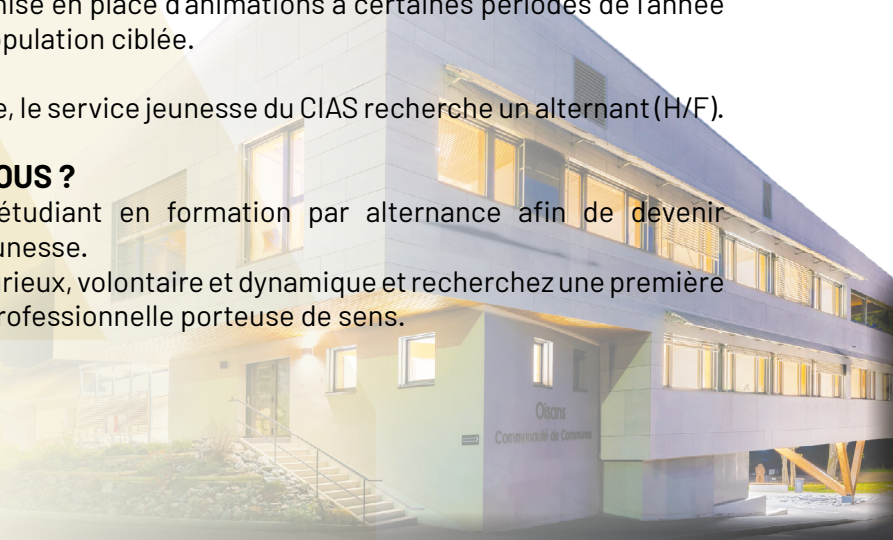 mise en place d'animations à certaines périodes de l'année
opulation ciblée.
e, le service jeunesse du CIAS recherche un alternant (H/F).
OUS ?
étudiant en formation par alternance afin de devenir
unesse.
rieux, volontaire et dynamique et recherchez une première
rofessionnelle porteuse de sens.
Oisans
Communauté de Communes